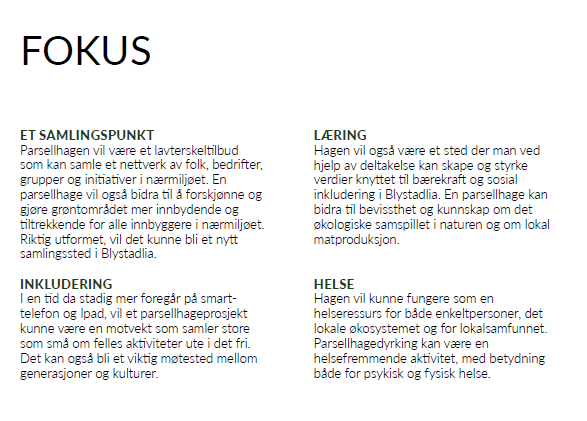 FOKUS
ET SAMLINGSPUNKT
Parsellhagen vil være et lavterskeltilbud
som kan samle et nettverk av folk, bedrifter,
grupper og initiativer i nærmiljøet. En
parsellhage vil også bidra til å forskjønne og
gjøre grøntområdet mer innbydende og
tiltrekkende for alle innbyggere i nærmiljøet.
Riktig utformet, vil det kunne bli et nytt
samlingssted i Blystadlia.
INKLUDERING
I en tid da stadig mer foregår på smart-
telefon og Ipad, vil et parsellhageprosjekt
kunne være en motvekt som samler store
som små om felles aktiviteter ute i det fri.
Det kan også bli et viktig møtested mellom
generasjoner og kulturer.
LÆRING
Hagen vil også være et sted der man ved
hjelp av deltakelse kan skape og styrke
verdier knyttet til bærekraft og sosial
inkludering i Blystadlia. En parsellhage kan
bidra til bevissthet og kunnskap om det
økologiske samspillet i naturen og om lokal
matproduksjon.
HELSE
Hagen vil kunne fungere som en
helseressurs for både enkeltpersoner, det
lokale økosystemet og for lokalsamfunnet.
Parsellhagedyrking kan være en
helsefremmende aktivitet, med betydning
både for psykisk og fysisk helse.